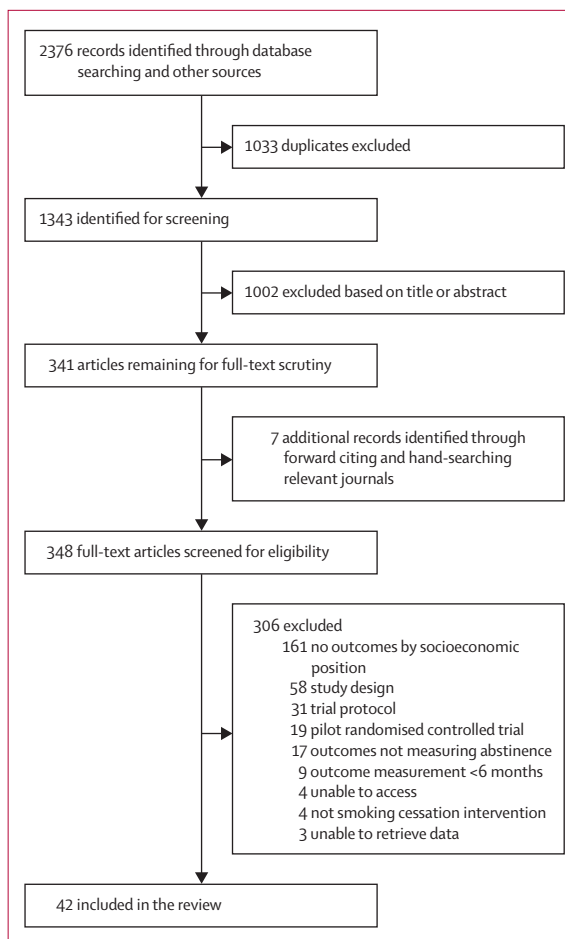 2376 records identified through database
searching and other sources
1033 duplicates excluded
1343 identified for screening
1002 excluded based on title or abstract
341 articles remaining for full-text scrutiny
7 additional records identified through
forward citing and hand-searching
relevant journals
348 full-text articles screened for eligibility
306 excluded
161 no outcomes by socioeconomic
position
58 study design
31 trial protocol
19 pilot randomised controlled trial
17 outcomes not measuring abstinence
9 outcome measurement <6 months
4 unable to access
4 not smoking cessation intervention
3 unable to retrieve data
42 included in the review